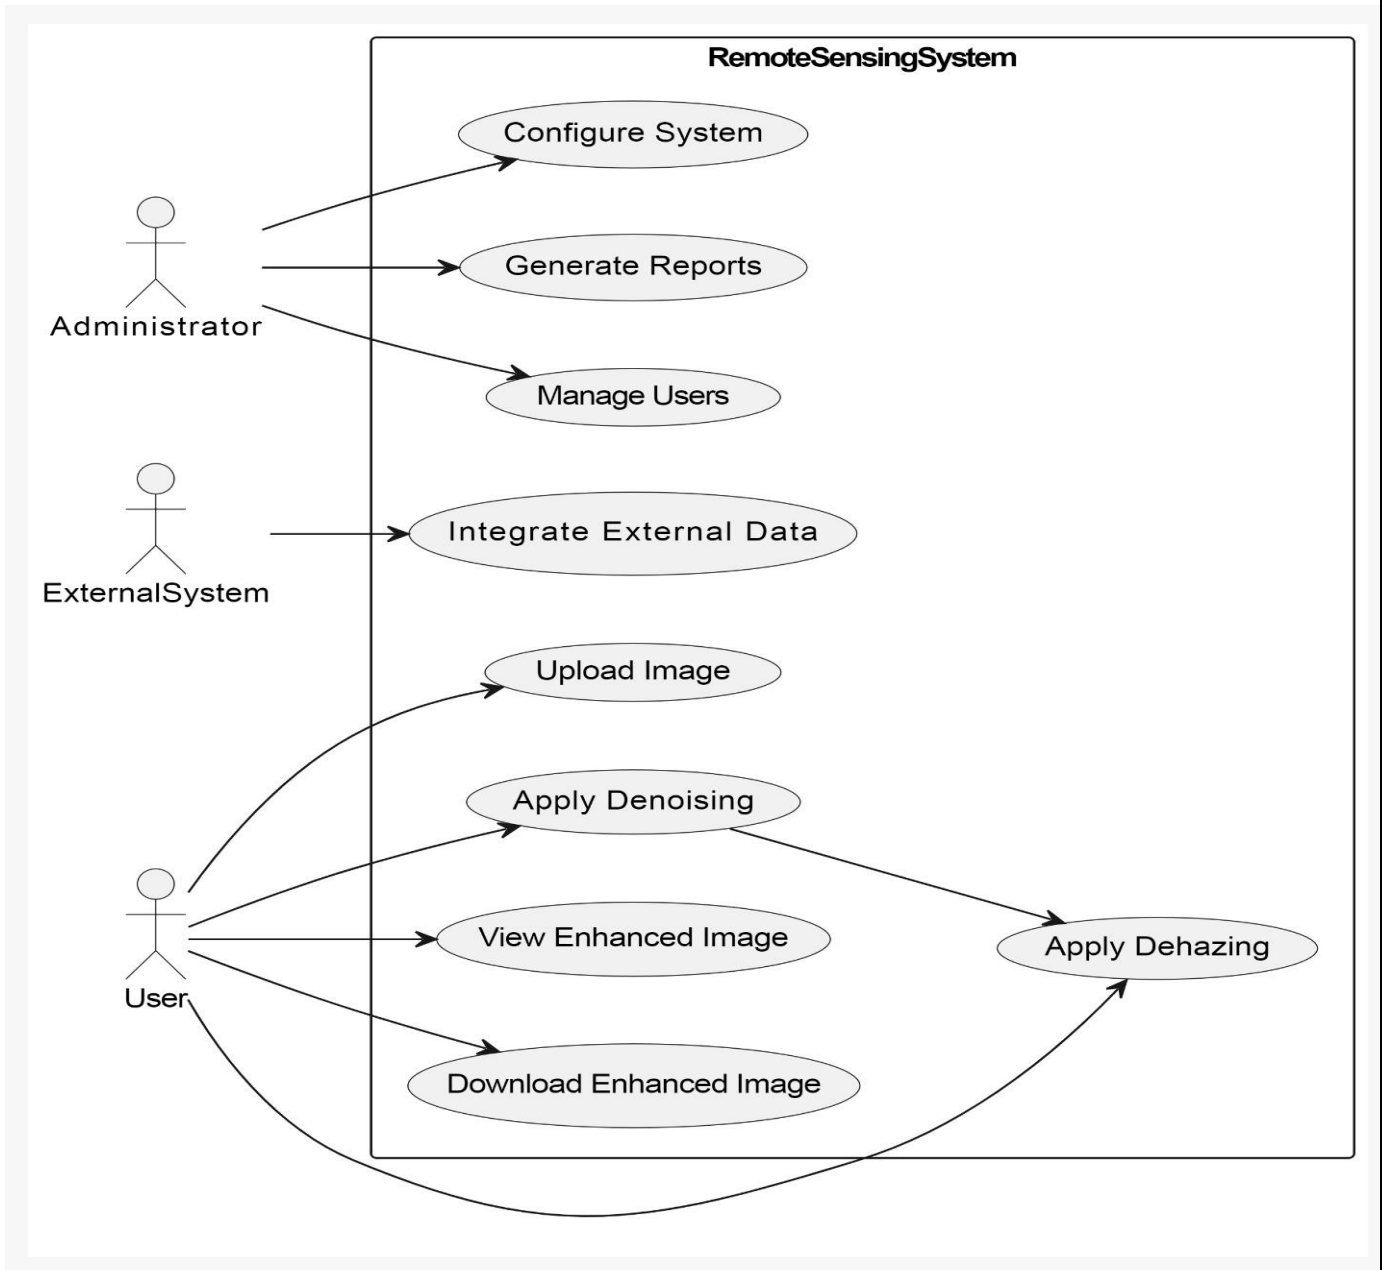 RemoteSensingSystem
Configure System
Generate Reports
Administrator
Manage Users
Integrate External Data
ExternalSystem
Upload Image
Apply Denoising
View Enhanced Image
Apply Dehazing
User
Download Enhanced Image